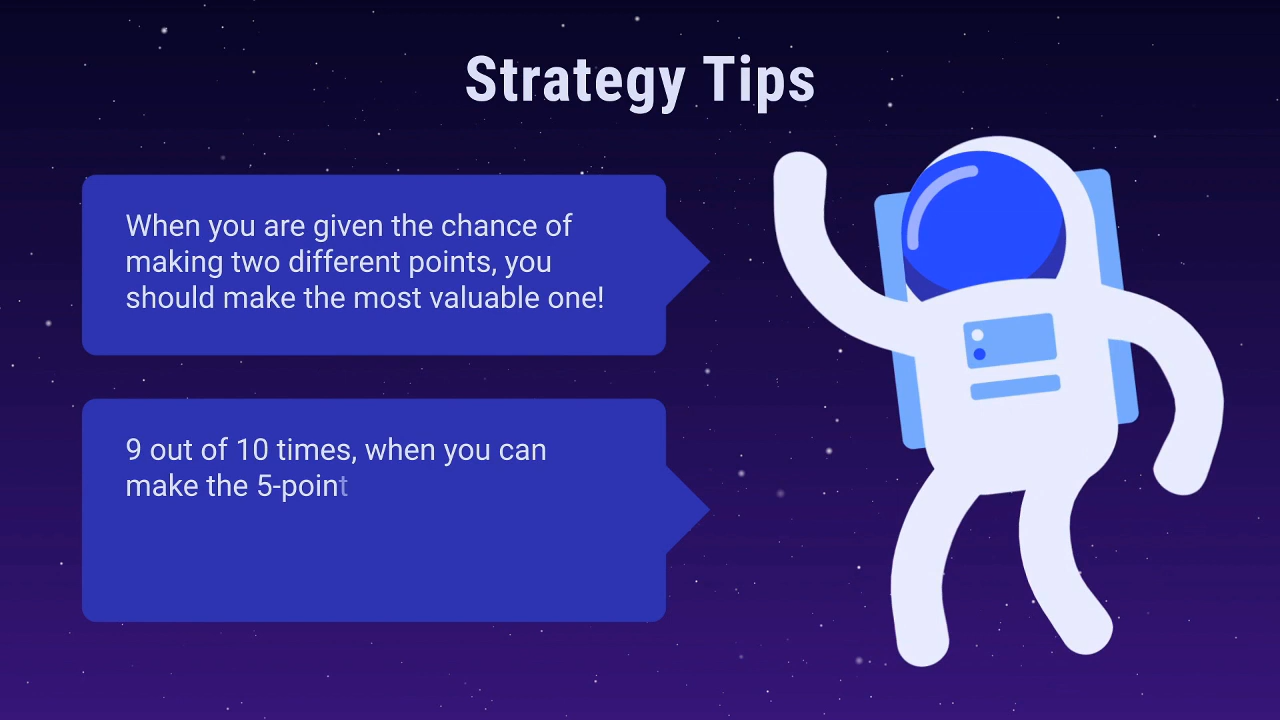 Strategy Tips
When you are given the chance of
making two different points, you
should make the most valuable one!
9 out of 10 times, when you can
make the 5-point